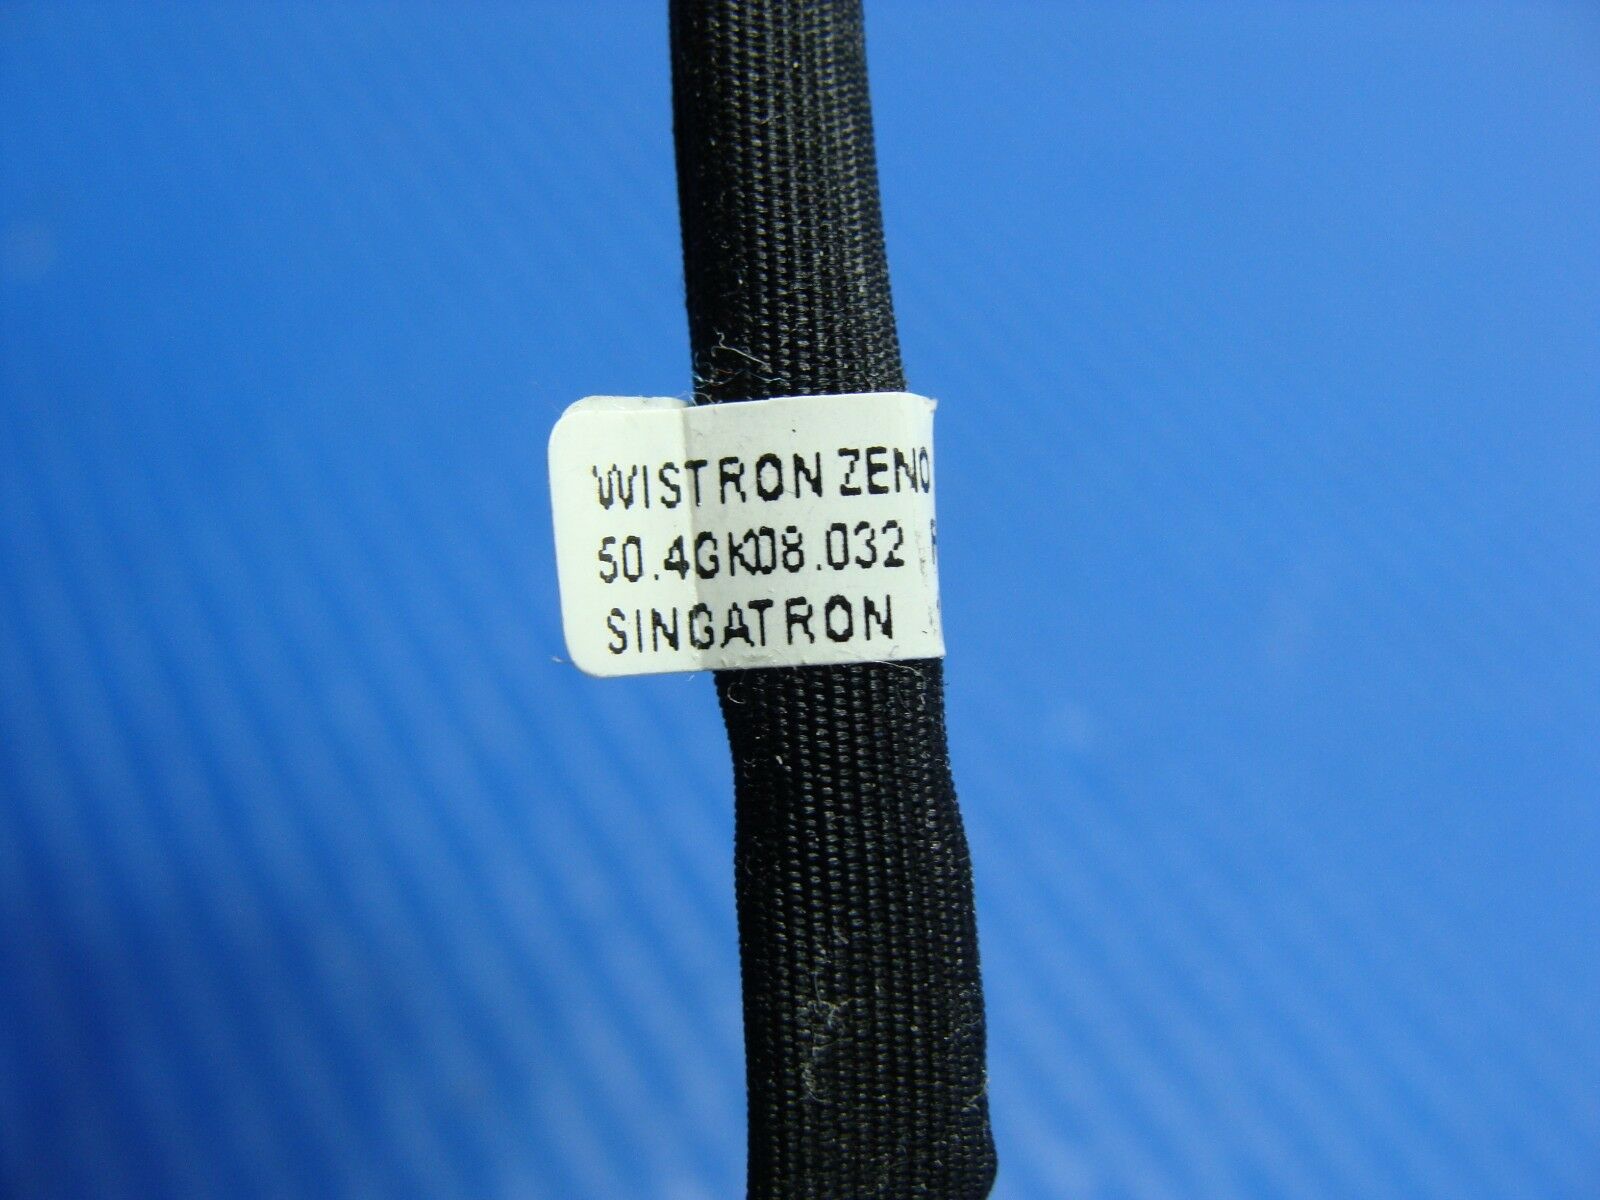 WISTRON ZENO
50.4GK08.032 R
SINGATRON